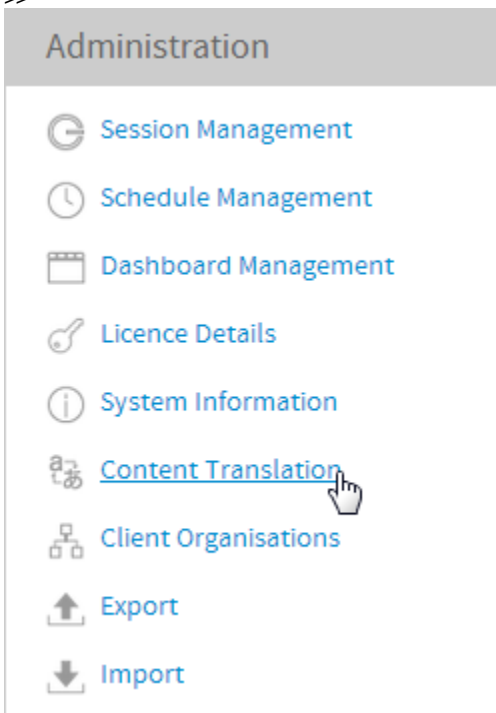 Administration
Session Management
Schedule Management
Dashboard Management
Licence Details
System Information
Content Translation
Client Organisations
Export
Import